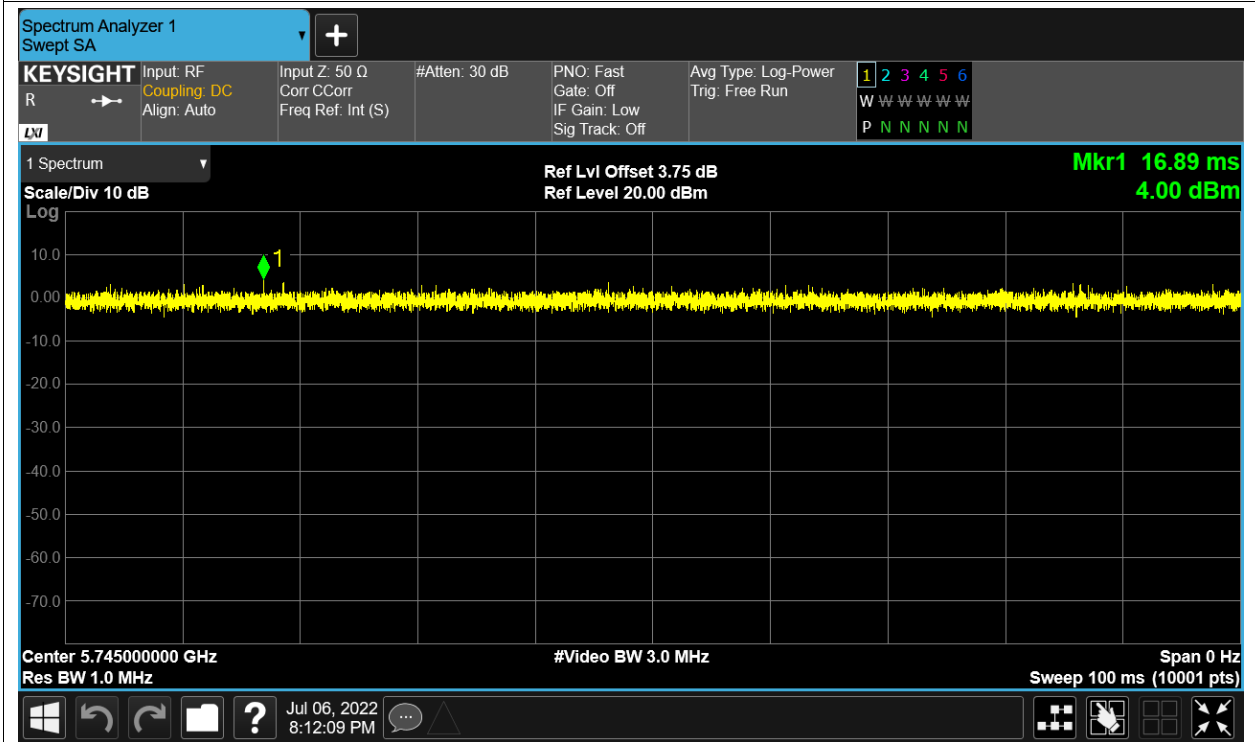 Spectrum Analyzer 1
Swept SA
KEYSIGHT
R
LXI
Input: RF
Coupling: DC
Align: Auto
Input Z: 50 Ω
Corr CCorr
Freq Ref: Int (S)
#Atten: 30 dB
PNO: Fast
Gate: Off
IF Gain: Low
Sig Track: Off
Avg Type: Log-Power
Trig: Free Run
1 2 3 4 5 6
W W W W W W
P N N N N N
1 Spectrum
Scale/Div 10 dB
Log
Ref Lvl Offset 3.75 dB
Ref Level 20.00 dBm
Mkr1 16.89 ms
4.00 dBm
1
10.0
0.00
-10.0
-20.0
-30.0
-40.0
-50.0
-60.0
-70.0
Center 5.745000000 GHz
Res BW 1.0 MHz
#Video BW 3.0 MHz
Span 0 Hz
Sweep 100 ms (10001 pts)
?
Jul 06, 2022
8:12:09 PM